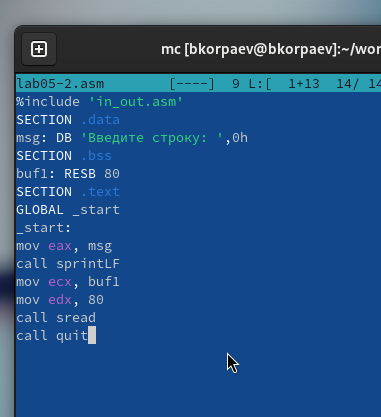 mc [bkorpaev@bkorpaev]:~/wor
lab05-2.asm [----] 9 L:[ 1+13 14/ 14
%include 'in_out.asm'
SECTION .data
msg: DB 'Введите строку: ',0h
SECTION .bss
buf1: RESB 80
SECTION .text
GLOBAL _start
_start:
mov eax, msg
call sprintLF
mov ecx, buf1
mov edx, 80
call sread
call quit